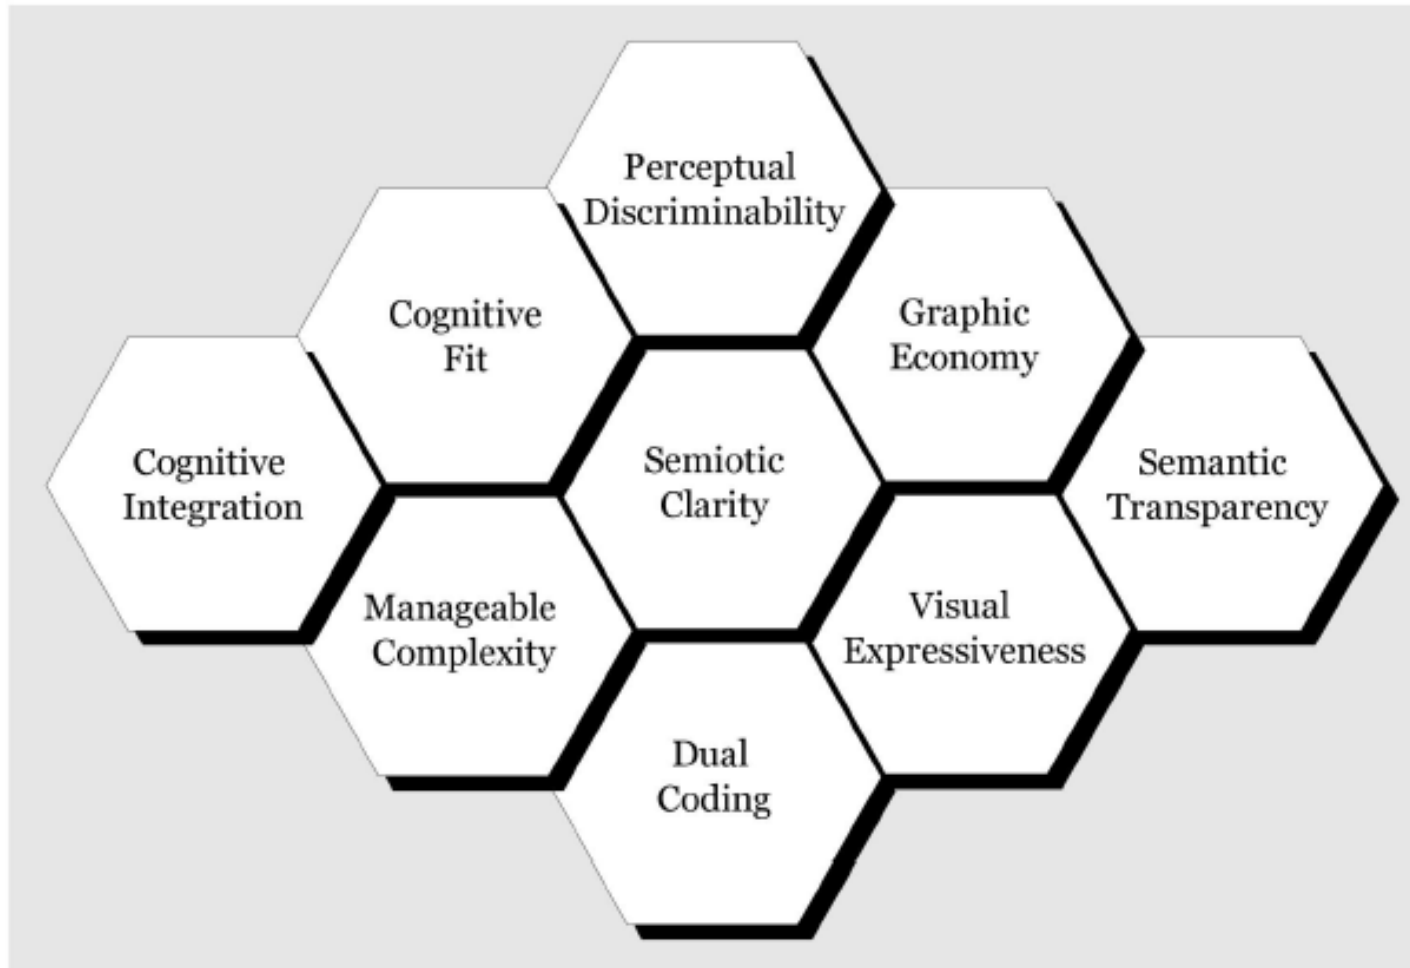 Perceptual
Discriminability
Cognitive
Fit
Graphic
Economy
Cognitive
Integration
Semiotic
Clarity
Semantic
Transparency
Manageable
Complexity
Visual
Expressiveness
Dual
Coding